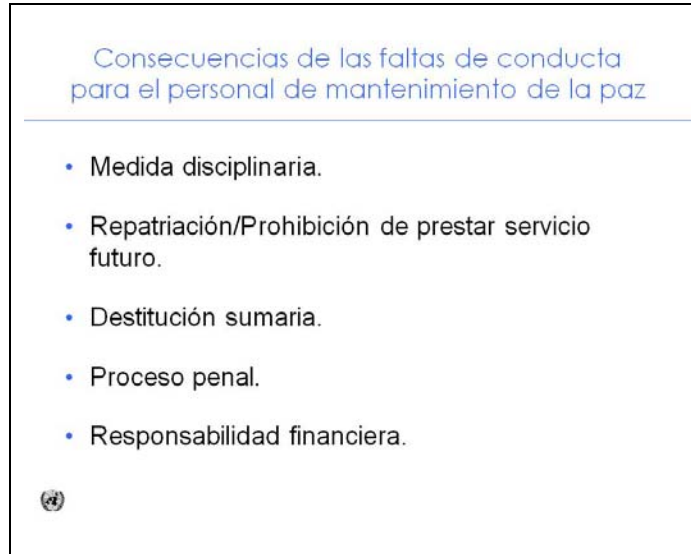 Consecuencias de las faltas de conducta
para el personal de mantenimiento de la paz
• Medida disciplinaria.
• Repatriación/Prohibición de prestar servicio
futuro.
• Destitución sumaria.
• Proceso penal.
• Responsabilidad financiera.